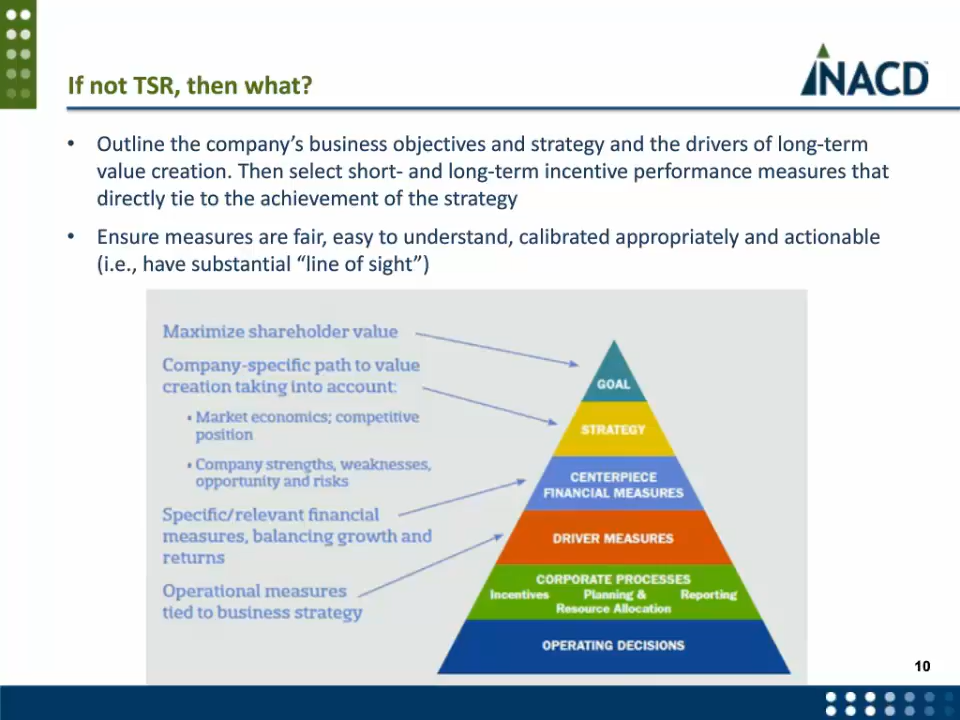 If not TSR, then what?
NACD
• Outline the company’s business objectives and strategy and the drivers of long-term
value creation. Then select short- and long-term incentive performance measures that
directly tie to the achievement of the strategy
• Ensure measures are fair, easy to understand, calibrated appropriately and actionable
(i.e., have substantial “line of sight”)
Maximize shareholder value
Company-specific path to value
creation taking into account:
• Market economics; competitive
position
• Company strengths, weaknesses,
opportunity and risks
Specific/relevant financial
measures, balancing growth and
returns
Operational measures
tied to business strategy
GOAL
STRATEGY
CENTERPIECE
FINANCIAL MEASURES
DRIVER MEASURES
CORPORATE PROCESSES
Incentives Planning & Reporting
Resource Allocation
OPERATING DECISIONS
10